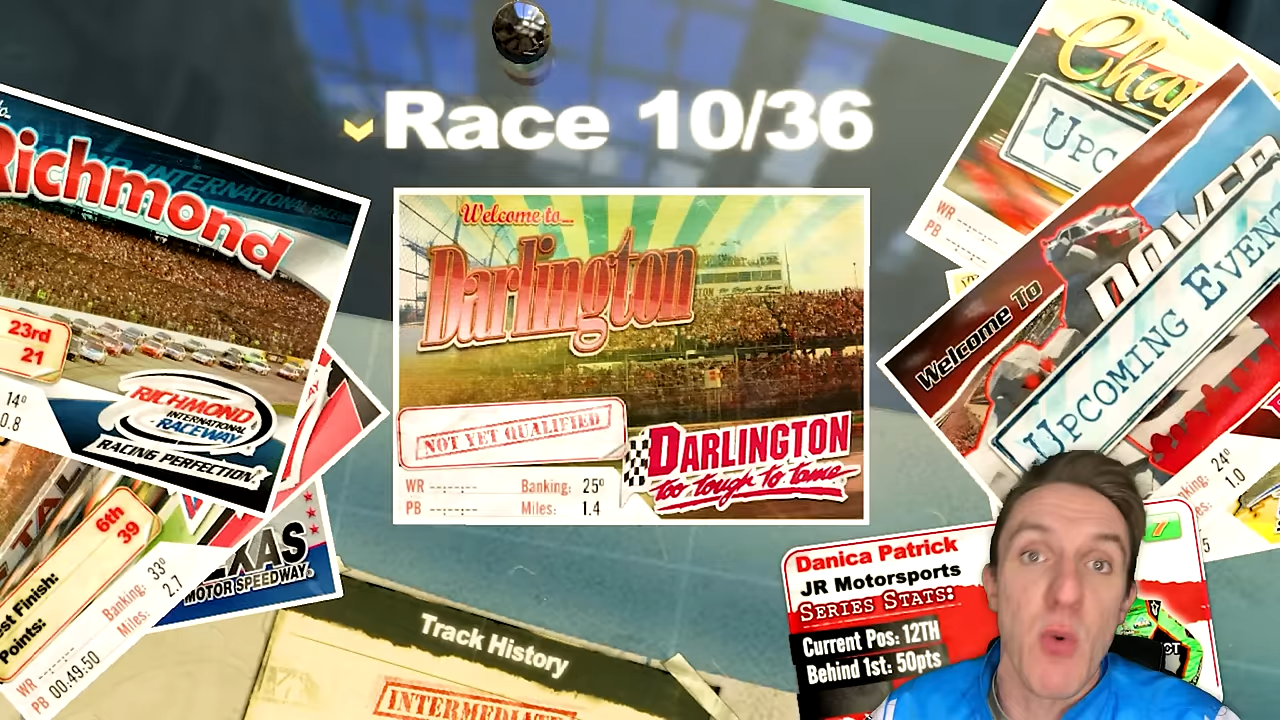 Race 10/36
Richmond
INTERNATIONAL RACEWAY
23rd
21
14°
0.8
RICHMOND
INTERNATIONAL
RACEWAY
RACING PERFECTION!
6th
39
Finish:
Points:
Banking: 33°
Miles: 2.7
WR
PB 00:49.50
MOTOR SPEEDWAY.
Welcome to...
Darlington
NOT YET QUALIFIED
WR --:--.--
PB --:--.--
Banking: 25°
Miles: 1.4
DARLINGTON
too tough to tame
WR
PB
Welcome To
DOVER
UPCOMING EVENT
24°
1.0
Danica Patrick
JR Motorsports
SERIES STATS:
Current Pos: 12TH
Behind 1st: 50pts
7
Track History
INTERMEDIATE